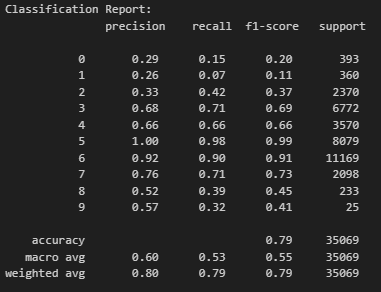 Classification Report:
precision recall f1-score support
0 0.29 0.15 0.20 393
1 0.26 0.07 0.11 360
2 0.33 0.42 0.37 2370
3 0.68 0.71 0.69 6772
4 0.66 0.66 0.66 3570
5 1.00 0.98 0.99 8079
6 0.92 0.90 0.91 11169
7 0.76 0.71 0.73 2098
8 0.52 0.39 0.45 233
9 0.57 0.32 0.41 25
accuracy 0.79 35069
macro avg 0.60 0.53 0.55 35069
weighted avg 0.80 0.79 0.79 35069